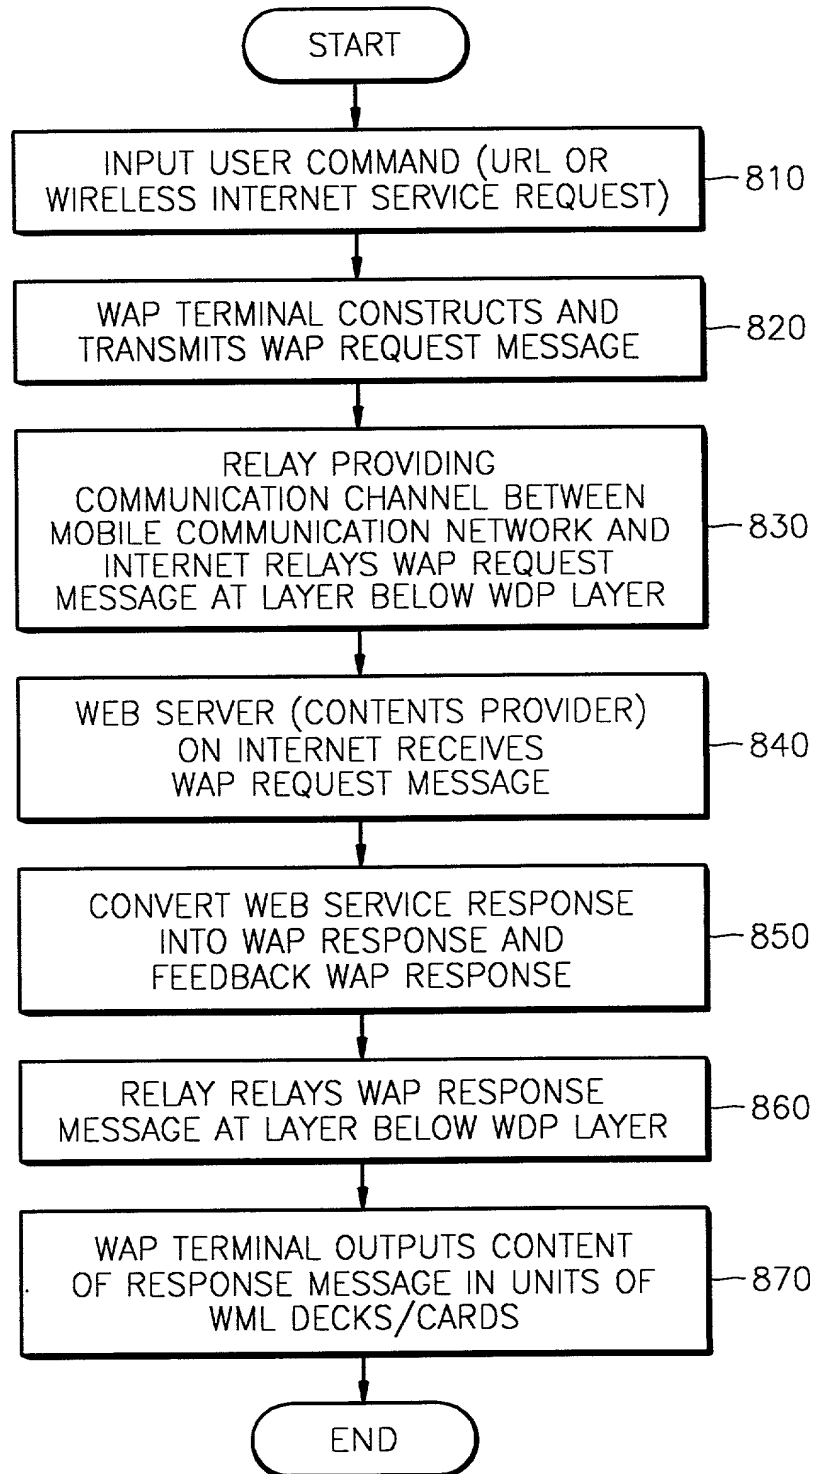 START
INPUT USER COMMAND (URL OR
WIRELESS INTERNET SERVICE REQUEST)
810
WAP TERMINAL CONSTRUCTS AND
TRANSMITS WAP REQUEST MESSAGE
820
RELAY PROVIDING
COMMUNICATION CHANNEL BETWEEN
MOBILE COMMUNICATION NETWORK AND
INTERNET RELAYS WAP REQUEST
MESSAGE AT LAYER BELOW WDP LAYER
830
WEB SERVER (CONTENTS PROVIDER)
ON INTERNET RECEIVES
WAP REQUEST MESSAGE
840
CONVERT WEB SERVICE RESPONSE
INTO WAP RESPONSE AND
FEEDBACK WAP RESPONSE
850
RELAY RELAYS WAP RESPONSE
MESSAGE AT LAYER BELOW WDP LAYER
860
WAP TERMINAL OUTPUTS CONTENT
OF RESPONSE MESSAGE IN UNITS OF
WML DECKS/CARDS
870
END